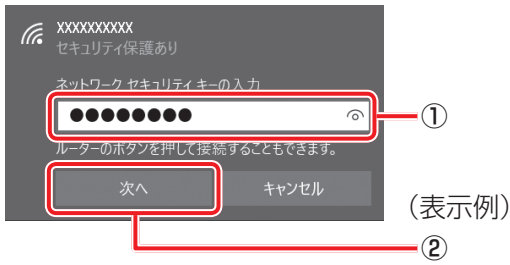 XXXXXXXXXX
セキュリティ保護あり
ネットワーク セキュリティ キーの入力
●●●●●●●●
①
ルーターのボタンを押して接続することもできます。
次へ
キャンセル
(表示例)
②